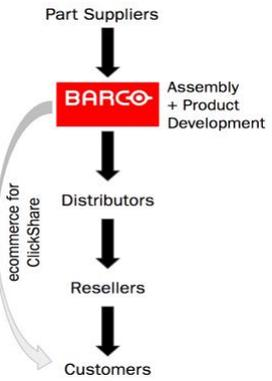 Part Suppliers
BARCO
Assembly
+ Product
Development
Distributors
ecommerce for
ClickShare
Resellers
Customers